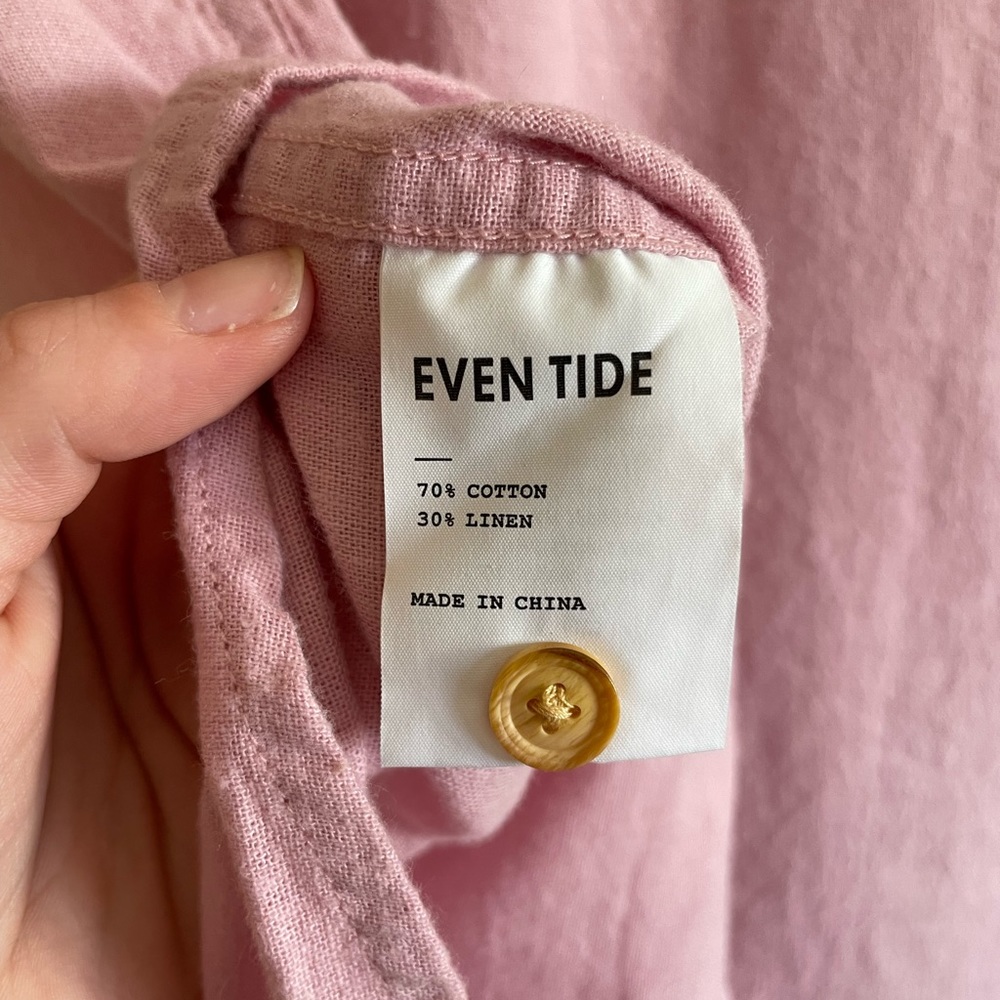 EVEN TIDE
70% COTTON
30% LINEN
MADE IN CHINA